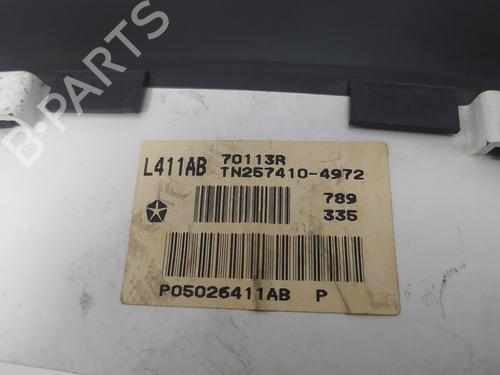 L411AB 70113R
TN257410-4972
789
335
P05026411AB P
B-PARTS